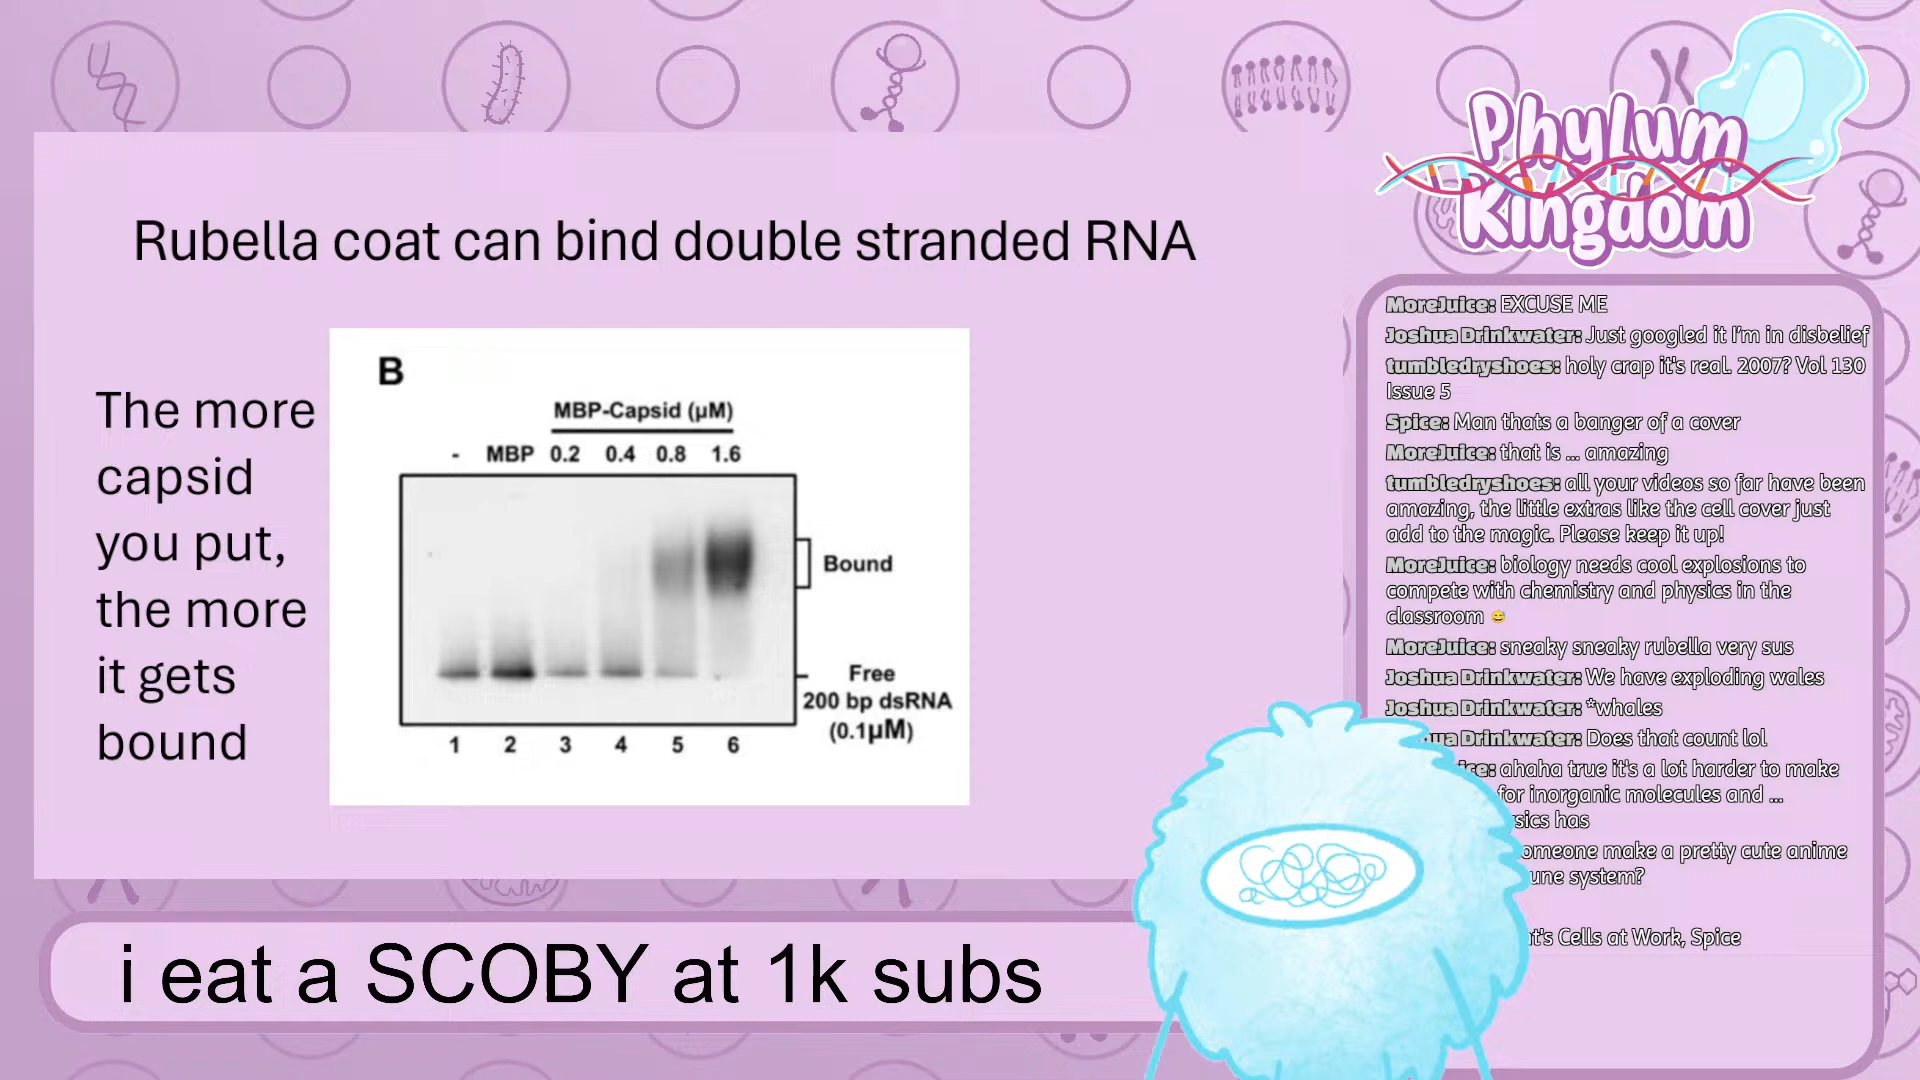 Phylum
Kingdom
Rubella coat can bind double stranded RNA
The more
capsid
you put,
the more
it gets
bound
B
MBP-Capsid (µM)
- MBP 0.2 0.4 0.8 1.6
Bound
Free
200 bp dsRNA
(0.1µM)
1 2 3 4 5 6
MoreJuice: EXCUSE ME
Joshua Drinkwater: Just googled it I'm in disbelief
tumbledryshoes: holy crap it's real. 2007? Vol 130
Issue 5
Spice: Man thats a banger of a cover
MoreJuice: that is ... amazing
tumbledryshoes: all your videos so far have been
amazing, the little extras like the cell cover just
add to the magic. Please keep it up!
MoreJuice: biology needs cool explosions to
compete with chemistry and physics in the
classroom 😅
MoreJuice: sneaky sneaky rubella very sus
Joshua Drinkwater: We have exploding wales
Joshua Drinkwater: *whales
Drinkwater: Does that count lol
ahaha true it's a lot harder to make
for inorganic molecules and ...
has
make a pretty cute anime
system?
Cells at Work, Spice
i eat a SCOBY at 1k subs